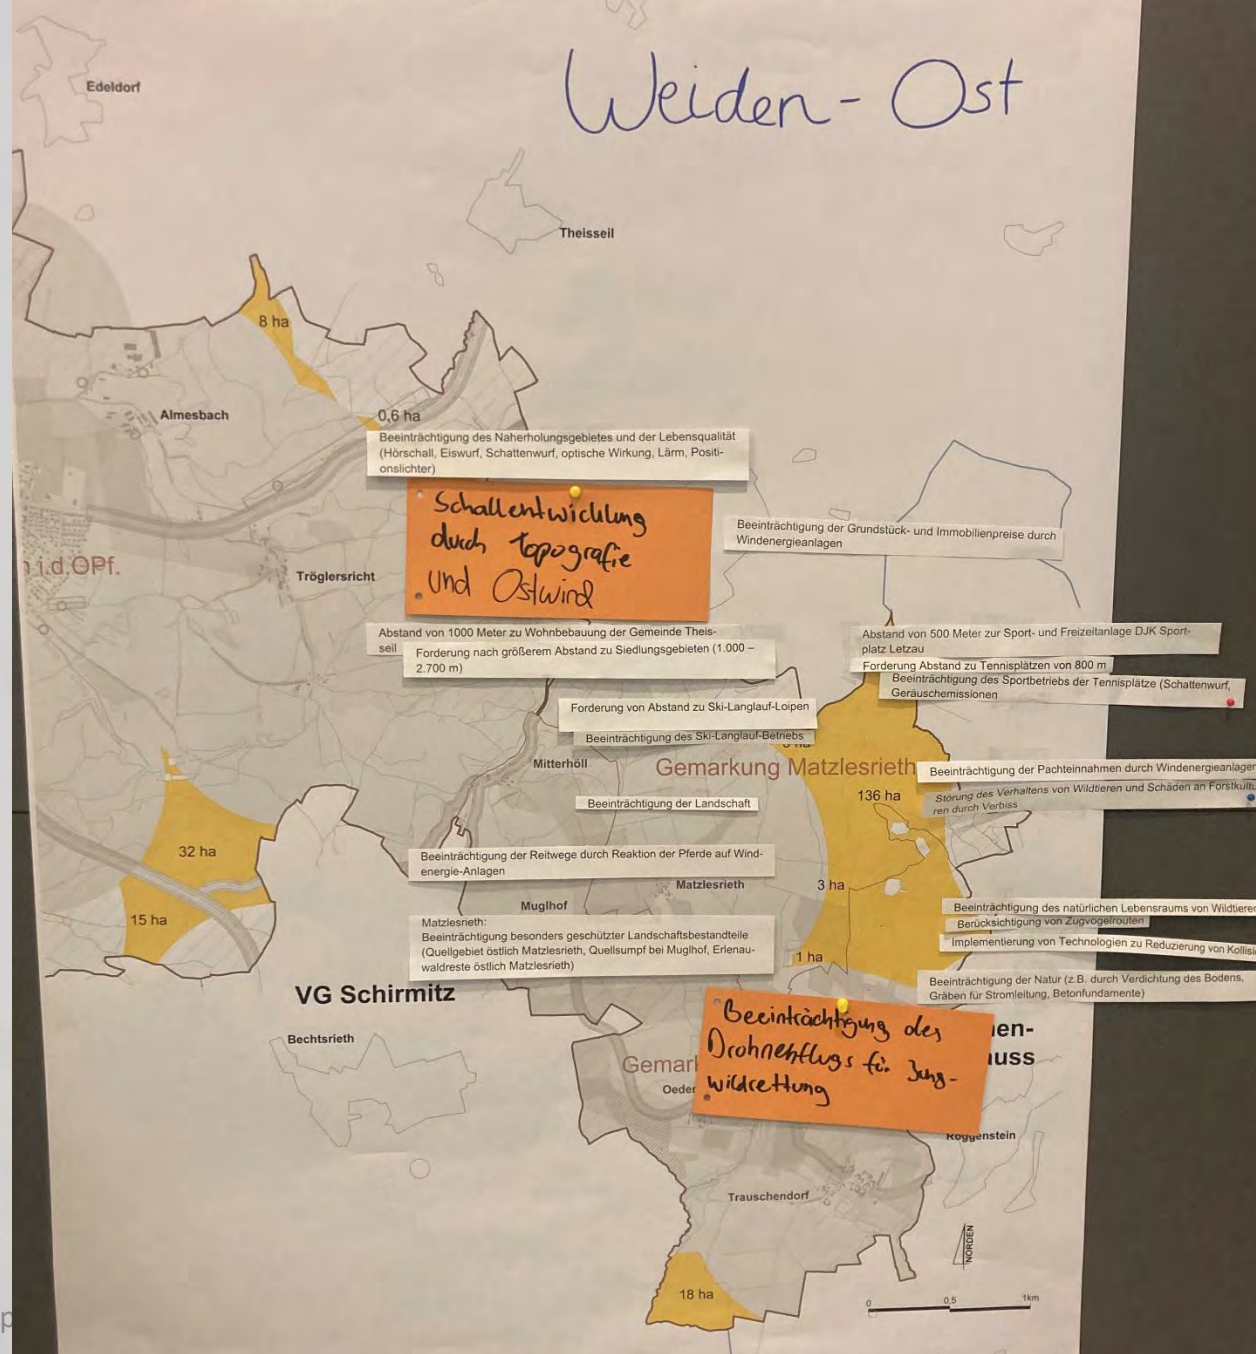 Weiden-Ost
Edeldorf
Theisseil
8 ha
Almesbach
0,6 ha
Beeinträchtigung des Naherholungsgebietes und der Lebensqualität
(Hörschall, Eiswurf, Schattenwurf, optische Wirkung, Lärm, Positi-
onslichter)
Schallentwicklung
durch Topografie
und Ostwind
Beeinträchtigung der Grundstück- und Immobilienpreise durch
Windenergieanlagen
i.d.OPf.
Tröglersricht
Abstand von 1000 Meter zu Wohnbebauung der Gemeinde Theis-
seil
Forderung nach größerem Abstand zu Siedlungsgebieten (1.000 –
2.700 m)
Abstand von 500 Meter zur Sport- und Freizeitanlage DJK Sport-
platz Letzau
Forderung Abstand zu Tennisplätzen von 800 m
Beeinträchtigung des Sportbetriebs der Tennisplätze (Schattenwurf,
Geräuschemissionen
Forderung von Abstand zu Ski-Langlauf-Loipen
Beeinträchtigung des Ski-Langlauf-Betriebs
Mitterhöll
Gemarkung Matzlesrieth
Beeinträchtigung der Pachteinnahmen durch Windenergieanlagen
136 ha
Störung des Verhaltens von Wildtieren und Schäden an Forstkultu-
ren durch Verbiss
Beeinträchtigung der Landschaft
32 ha
Beeinträchtigung der Reitwege durch Reaktion der Pferde auf Wind-
energie-Anlagen
Matzlesrieth
3 ha
Muglhof
15 ha
Matzlesrieth:
Beeinträchtigung besonders geschützter Landschaftsbestandteile
(Quellgebiet östlich Matzlesrieth, Quellsumpf bei Muglhof, Erlenau-
waldreste östlich Matzlesrieth)
Beeinträchtigung des natürlichen Lebensraums von Wildtieren
Berücksichtigung von Zugvogelrouten
Implementierung von Technologien zu Reduzierung von Kollisi
1 ha
Beeinträchtigung der Natur (z.B. durch Verdichtung des Bodens,
Gräben für Stromleitung, Betonfundamente)
VG Schirmitz
Bechtsrieth
Beeinträchtigung des
Drohnenflugs für Jung-
wildrettung
en-
uss
Gemar
Oeder
Roggenstein
Trauschendorf
NORDEN
18 ha
0 0,5 1km